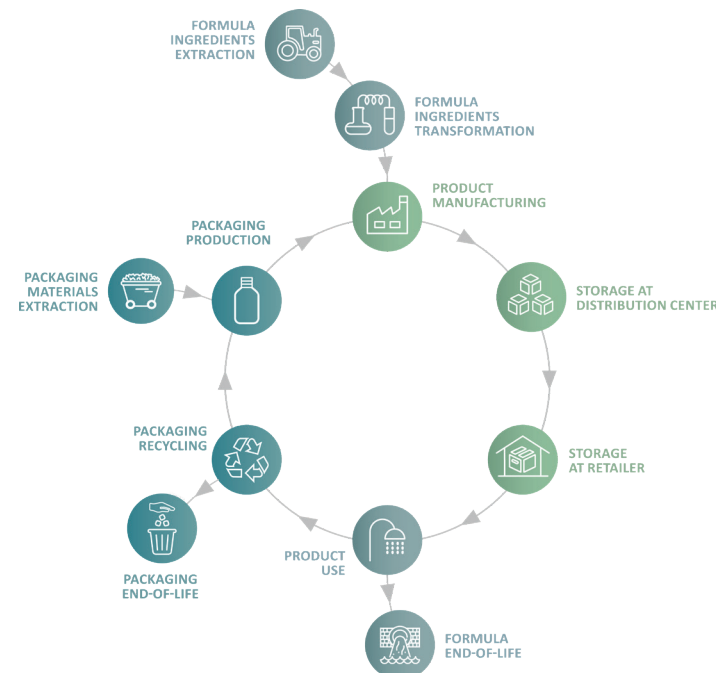 FORMULA
INGREDIENTS
EXTRACTION
FORMULA
INGREDIENTS
TRANSFORMATION
PRODUCT
MANUFACTURING
PACKAGING
PRODUCTION
PACKAGING
MATERIALS
EXTRACTION
STORAGE AT
DISTRIBUTION CENTER
PACKAGING
RECYCLING
STORAGE
AT RETAILER
PRODUCT
USE
PACKAGING
END-OF-LIFE
FORMULA
END-OF-LIFE